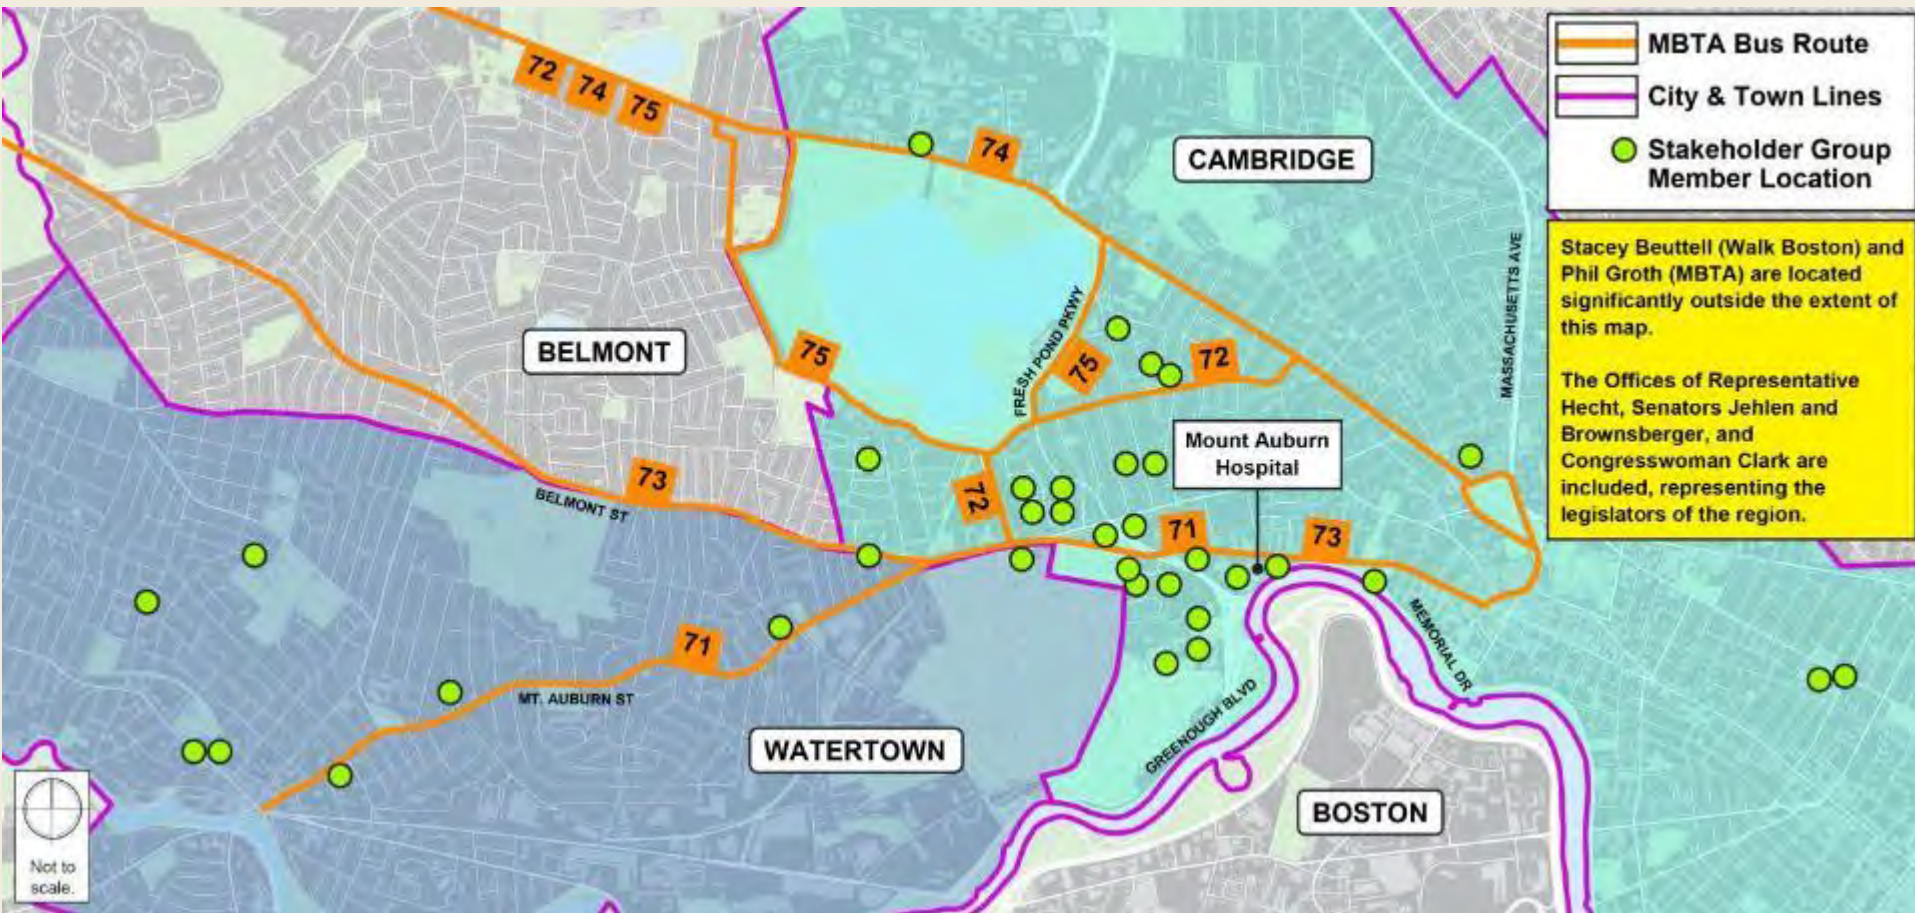 72
74
75
74
CAMBRIDGE
MBTA Bus Route
City & Town Lines
Stakeholder Group
Member Location
Stacey Beuttell (Walk Boston) and
Phil Groth (MBTA) are located
significantly outside the extent of
this map.
The Offices of Representative
Hecht, Senators Jehlen and
Brownsberger, and
Congresswoman Clark are
included, representing the
legislators of the region.
MASSACHUSETTS AVE
BELMONT
75
FRESH POND PKWY
75
72
Mount Auburn
Hospital
73
BELMONT ST
72
71
73
MEMORIAL DR
71
MT. AUBURN ST
WATERTOWN
GREENOUGH BLVD
BOSTON
Not to
scale.